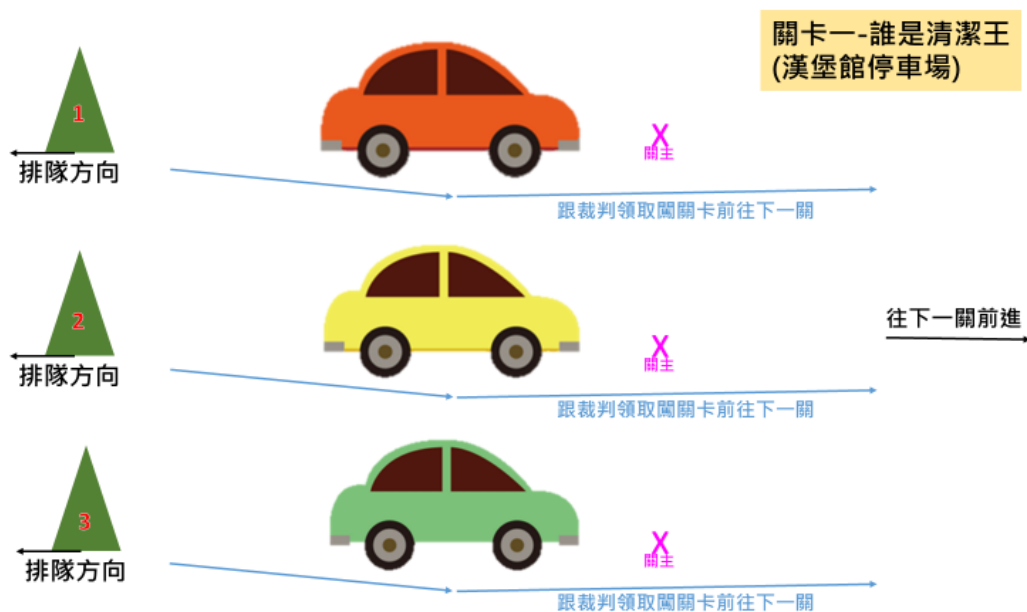 關卡一-誰是清潔王
(漢堡館停車場)
1
X
關主
排隊方向
跟裁判領取闖關卡前往下一關
2
往下一關前進
X
關主
排隊方向
跟裁判領取闖關卡前往下一關
3
X
關主
排隊方向
跟裁判領取闖關卡前往下一關